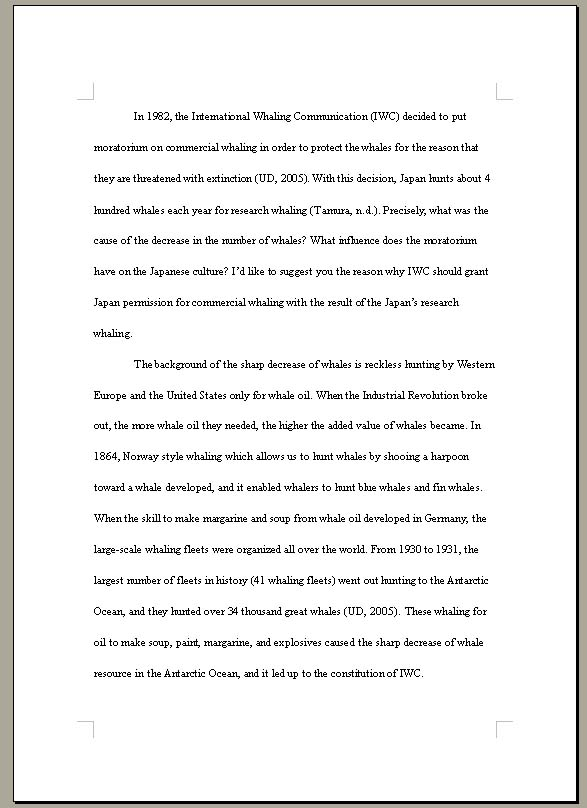 In 1982, the International Whaling Communication (IWC) decided to put
moratorium on commercial whaling in order to protect the whales for the reason that
they are threatened with extinction (UD, 2005). With this decision, Japan hunts about 4
hundred whales each year for research whaling (Tamura, n.d.). Precisely, what was the
cause of the decrease in the number of whales? What influence does the moratorium
have on the Japanese culture? I'd like to suggest you the reason why IWC should grant
Japan permission for commercial whaling with the result of the Japan's research
whaling.
The background of the sharp decrease of whales is reckless hunting by Western
Europe and the United States only for whale oil. When the Industrial Revolution broke
out, the more whale oil they needed, the higher the added value of whales became. In
1864, Norway style whaling which allows us to hunt whales by shooing a harpoon
toward a whale developed, and it enabled whalers to hunt blue whales and fin whales.
When the skill to make margarine and soup from whale oil developed in Germany, the
large-scale whaling fleets were organized all over the world. From 1930 to 1931, the
largest number of fleets in history (41 whaling fleets) went out hunting to the Antarctic
Ocean, and they hunted over 34 thousand great whales (UD, 2005). These whaling for
oil to make soup, paint, margarine, and explosives caused the sharp decrease of whale
resource in the Antarctic Ocean, and it led up to the constitution of IWC.